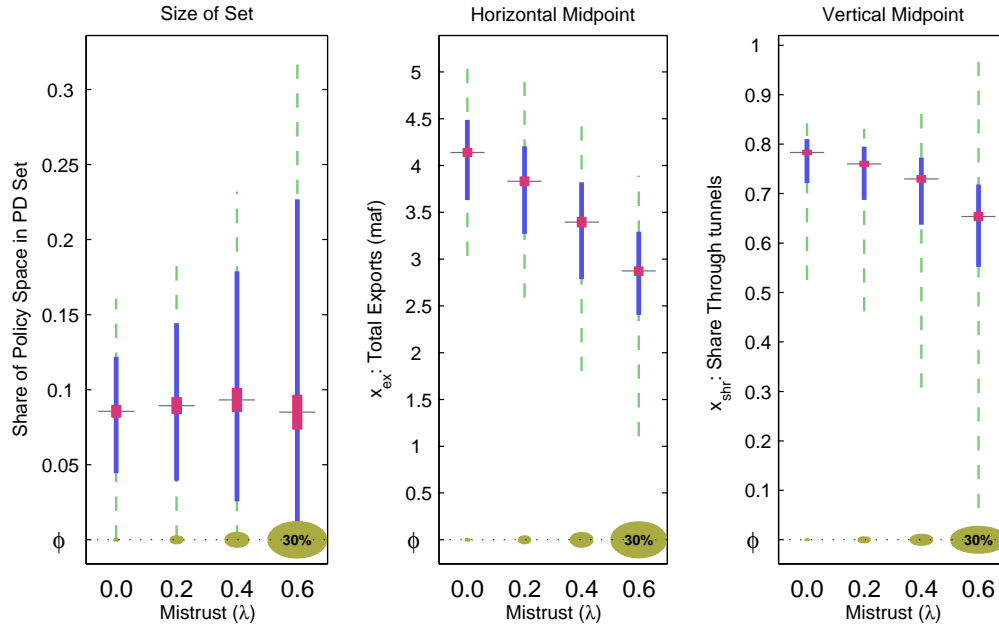 Size of Set
Share of Policy Space in PD Set
0.3
0.25
0.2
0.15
0.1
0.05
ϕ
30%
0.0 0.2 0.4 0.6
Mistrust (λ)
Horizontal Midpoint
x_ex: Total Exports (maf)
5
4.5
4
3.5
3
2.5
2
1.5
1
0.5
ϕ
30%
0.0 0.2 0.4 0.6
Mistrust (λ)
Vertical Midpoint
x_shr: Share Through tunnels
1
0.9
0.8
0.7
0.6
0.5
0.4
0.3
0.2
0.1
ϕ
30%
0.0 0.2 0.4 0.6
Mistrust (λ)